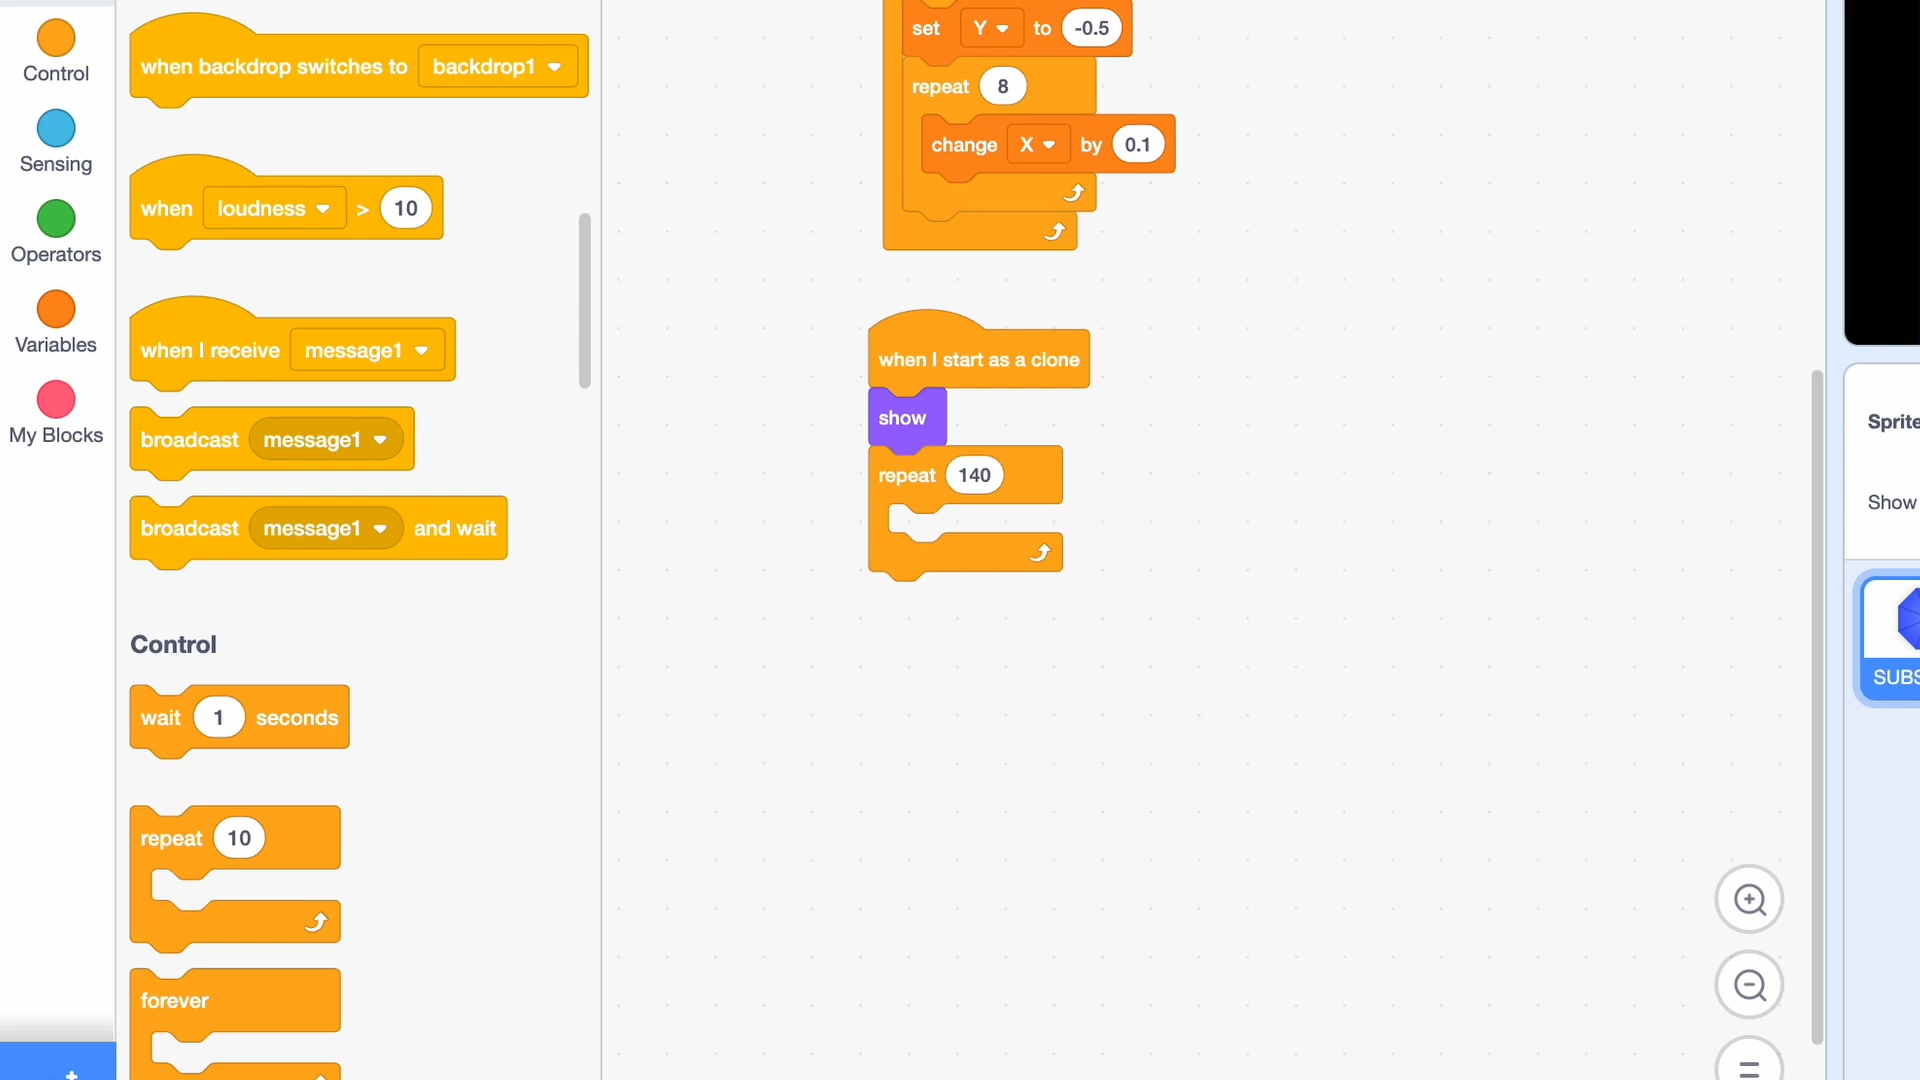 Control
Sensing
Operators
Variables
My Blocks
when backdrop switches to backdrop1
when loudness > 10
when I receive message1
broadcast message1
broadcast message1 and wait
Control
wait 1 seconds
repeat 10
forever
set Y to -0.5
repeat 8
change X by 0.1
when I start as a clone
show
repeat 140
Sprite
Show
SUBS